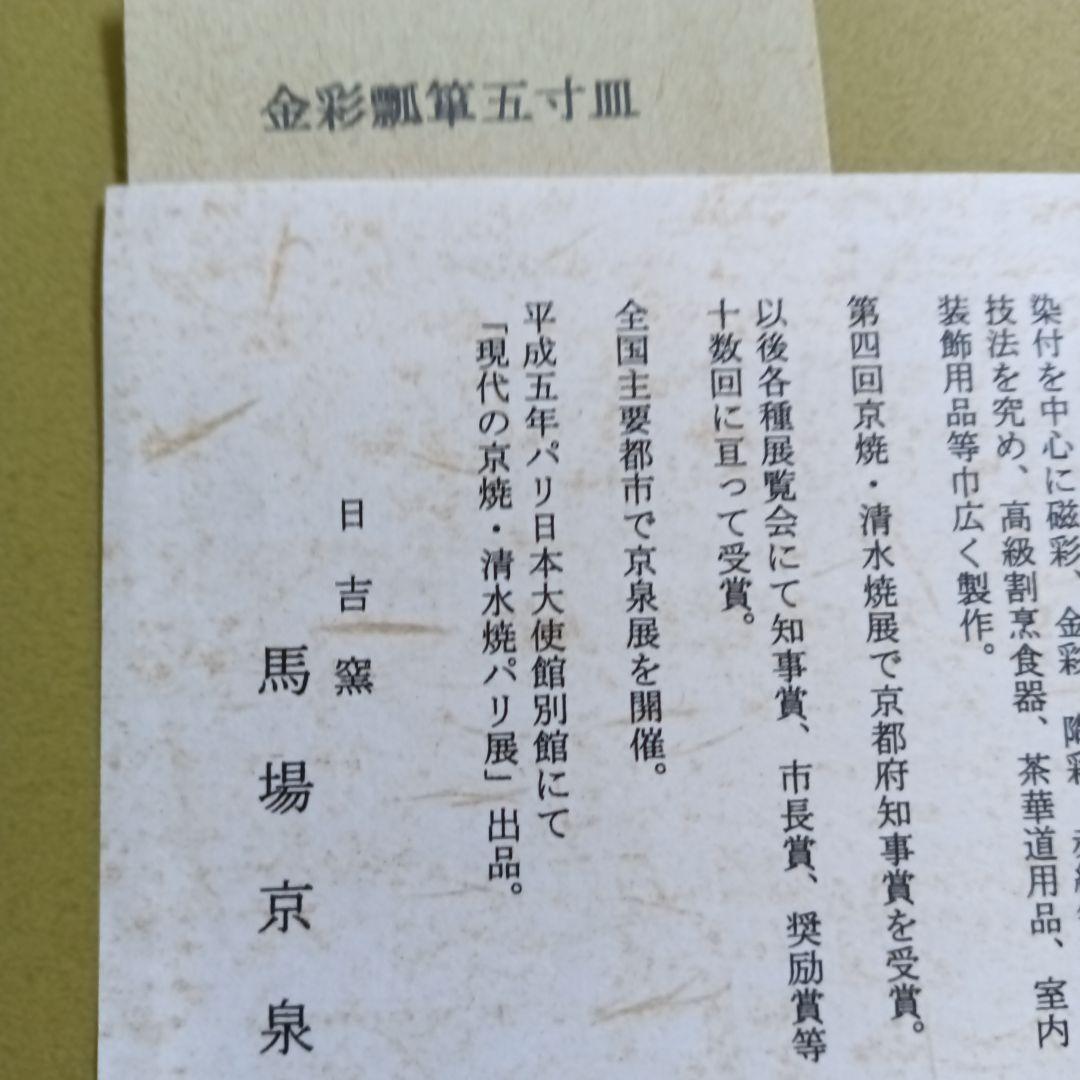 金彩瓢箪五寸皿
染付を中心に磁彩、金彩
技法を究め、高級割烹食器、茶華道用品、室内
装飾用品等巾広く製作。
第四回京焼・清水焼展で京都府知事賞を受賞。
以後各種展覧会にて知事賞、市長賞、奨励賞等
十数回に亘って受賞。
全国主要都市で京泉展を開催。
平成五年パリ日本大使館別館にて
「現代の京焼・清水焼パリ展」出品。
日吉窯
馬場京泉